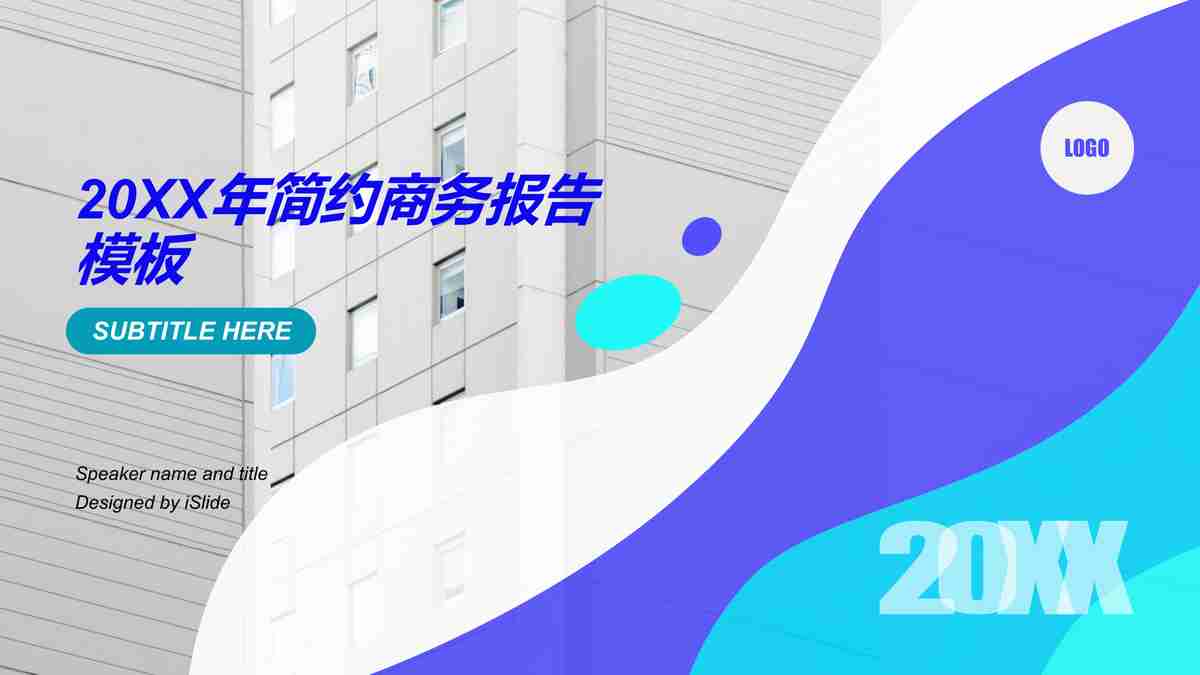 LOGO
20XX年简约商务报告
模板
SUBTITLE HERE
Speaker name and title
Designed by iSlide
20XX